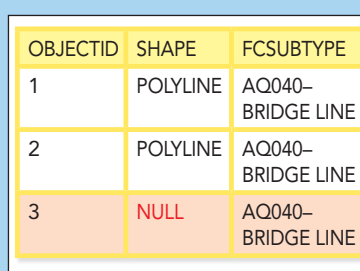 OBJECTID SHAPE FCSUBTYPE
1 POLYLINE AQ040–
BRIDGE LINE
2 POLYLINE AQ040–
BRIDGE LINE
3 NULL AQ040–
BRIDGE LINE